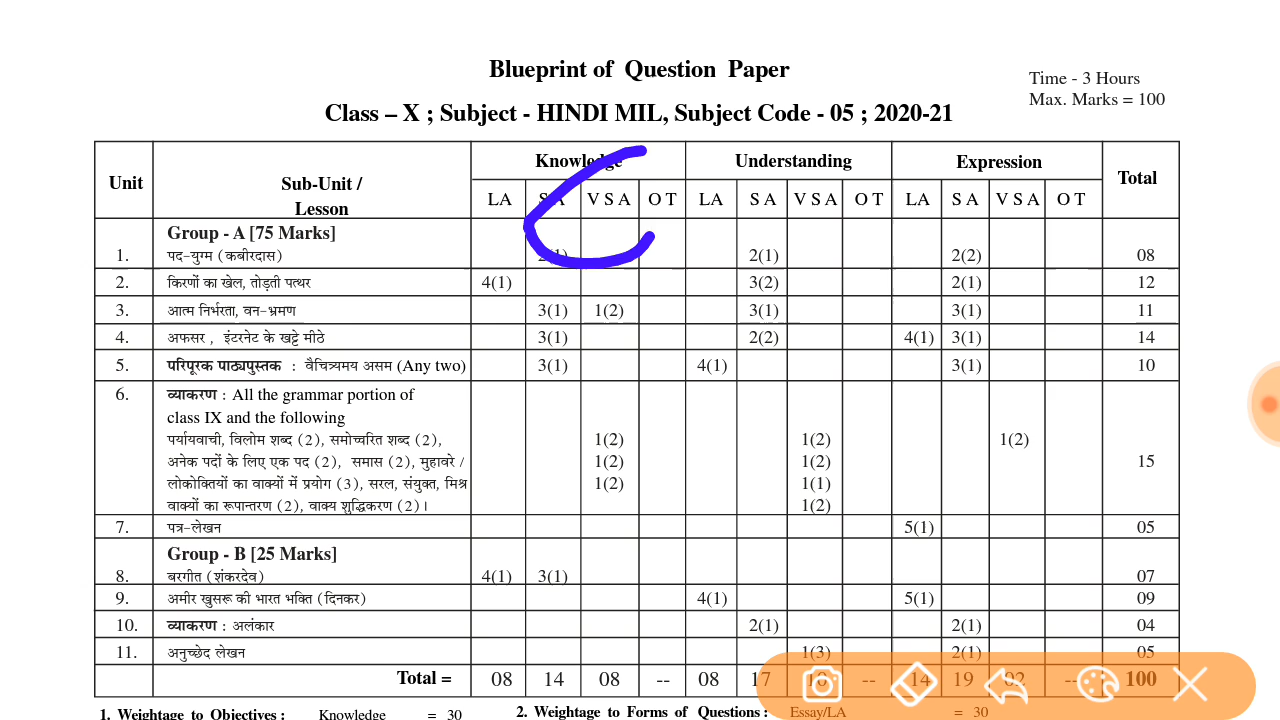 Blueprint of Question Paper
Time - 3 Hours
Max. Marks = 100
Class – X ; Subject - HINDI MIL, Subject Code - 05 ; 2020-21
Unit Sub-Unit / Lesson Knowledge Understanding Expression Total
LA S A V S A O T LA S A V S A O T LA S A V S A O T
Group - A [75 Marks]
1. पद-युग्म (कबीरदास) 2(1) 2(1) 2(2) 08
2. किरणों का खेल, तोड़ती पत्थर 4(1) 3(2) 2(1) 12
3. आत्म निर्भरता, वन-भ्रमण 3(1) 1(2) 3(1) 3(1) 11
4. अफसर , इंटरनेट के खट्टे मीठे 3(1) 2(2) 4(1) 3(1) 14
5. परिपूरक पाठ्यपुस्तक : वैचित्र्यमय असम (Any two) 3(1) 4(1) 3(1) 10
6. व्याकरण : All the grammar portion of
class IX and the following
पर्यायवाची, विलोम शब्द (2), समोच्चरित शब्द (2), 1(2) 1(2) 1(2)
अनेक पदों के लिए एक पद (2), समास (2), मुहावरे / 1(2) 1(2) 15
लोकोक्तियों का वाक्यों में प्रयोग (3), सरल, संयुक्त, मिश्र 1(2) 1(1)
वाक्यों का रूपान्तरण (2), वाक्य शुद्धिकरण (2)। 1(2)
7. पत्र-लेखन 5(1) 05
Group - B [25 Marks]
8. बरगीत (शंकरदेव) 4(1) 3(1) 07
9. अमीर खुसरू की भारत भक्ति (दिनकर) 4(1) 5(1) 09
10. व्याकरण : अलंकार 2(1) 2(1) 04
11. अनुच्छेद लेखन 1(3) 2(1) 05
Total = 08 14 08 -- 08 17 10 -- 14 19 02 -- 100
1. Weightage to Objectives : Knowledge = 30 2. Weightage to Forms of Questions : Essay/LA = 30